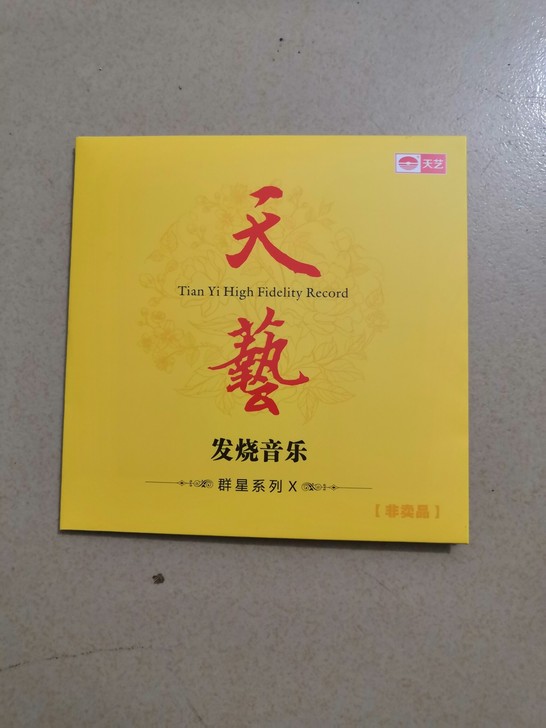 天艺
天
Tian Yi High Fidelity Record
藝
发烧音乐
群星系列 X
【非卖品】